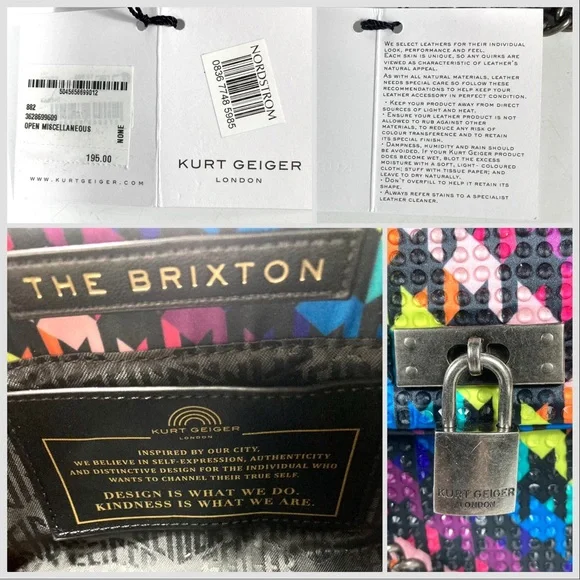 5045656999012
882
3628699609
OPEN MISCELLANEOUS
NONE
195.00
WWW.KURTGEIGER.COM
NORDSTROM
0836 7748 5985
KURT GEIGER
LONDON
WE SELECT LEATHERS FOR THEIR INDIVIDUAL
LOOK, PERFORMANCE AND FEEL.
EACH SKIN IS UNIQUE, SO ANY QUIRKS ARE
VIEWED AS CHARACTERISTIC OF LEATHER'S
NATURAL APPEAL.
AS WITH ALL NATURAL MATERIALS, LEATHER
NEEDS SPECIAL CARE SO FOLLOW THESE
RECOMMENDATIONS TO HELP KEEP YOUR
LEATHER ACCESSORY IN PERFECT CONDITION.
• KEEP YOUR PRODUCT AWAY FROM DIRECT
SOURCES OF LIGHT AND HEAT.
• ENSURE YOUR LEATHER PRODUCT IS NOT
ALLOWED TO RUB AGAINST OTHER
MATERIALS, TO REDUCE ANY RISK OF
COLOUR TRANSFERENCE AND TO RETAIN
ITS SPECIAL FINISH.
• DAMPNESS, HUMIDITY AND RAIN SHOULD
BE AVOIDED. IF YOUR KURT GEIGER PRODUCT
DOES BECOME WET, BLOT THE EXCESS
MOISTURE WITH A SOFT, LIGHT- COLOURED
CLOTH; STUFF WITH TISSUE PAPER; AND
LEAVE TO DRY NATURALLY.
• DON'T OVERFILL TO HELP IT RETAIN ITS
SHAPE.
• ALWAYS REFER STAINS TO A SPECIALIST
LEATHER CLEANER.
THE BRIXTON
KURT GEIGER
LONDON
INSPIRED BY OUR CITY.
WE BELIEVE IN SELF-EXPRESSION, AUTHENTICITY
AND DISTINCTIVE DESIGN FOR THE INDIVIDUAL WHO
WANTS TO CHANNEL THEIR TRUE SELF.
DESIGN IS WHAT WE DO.
KINDNESS IS WHAT WE ARE.
KURT GEIGER
LONDON